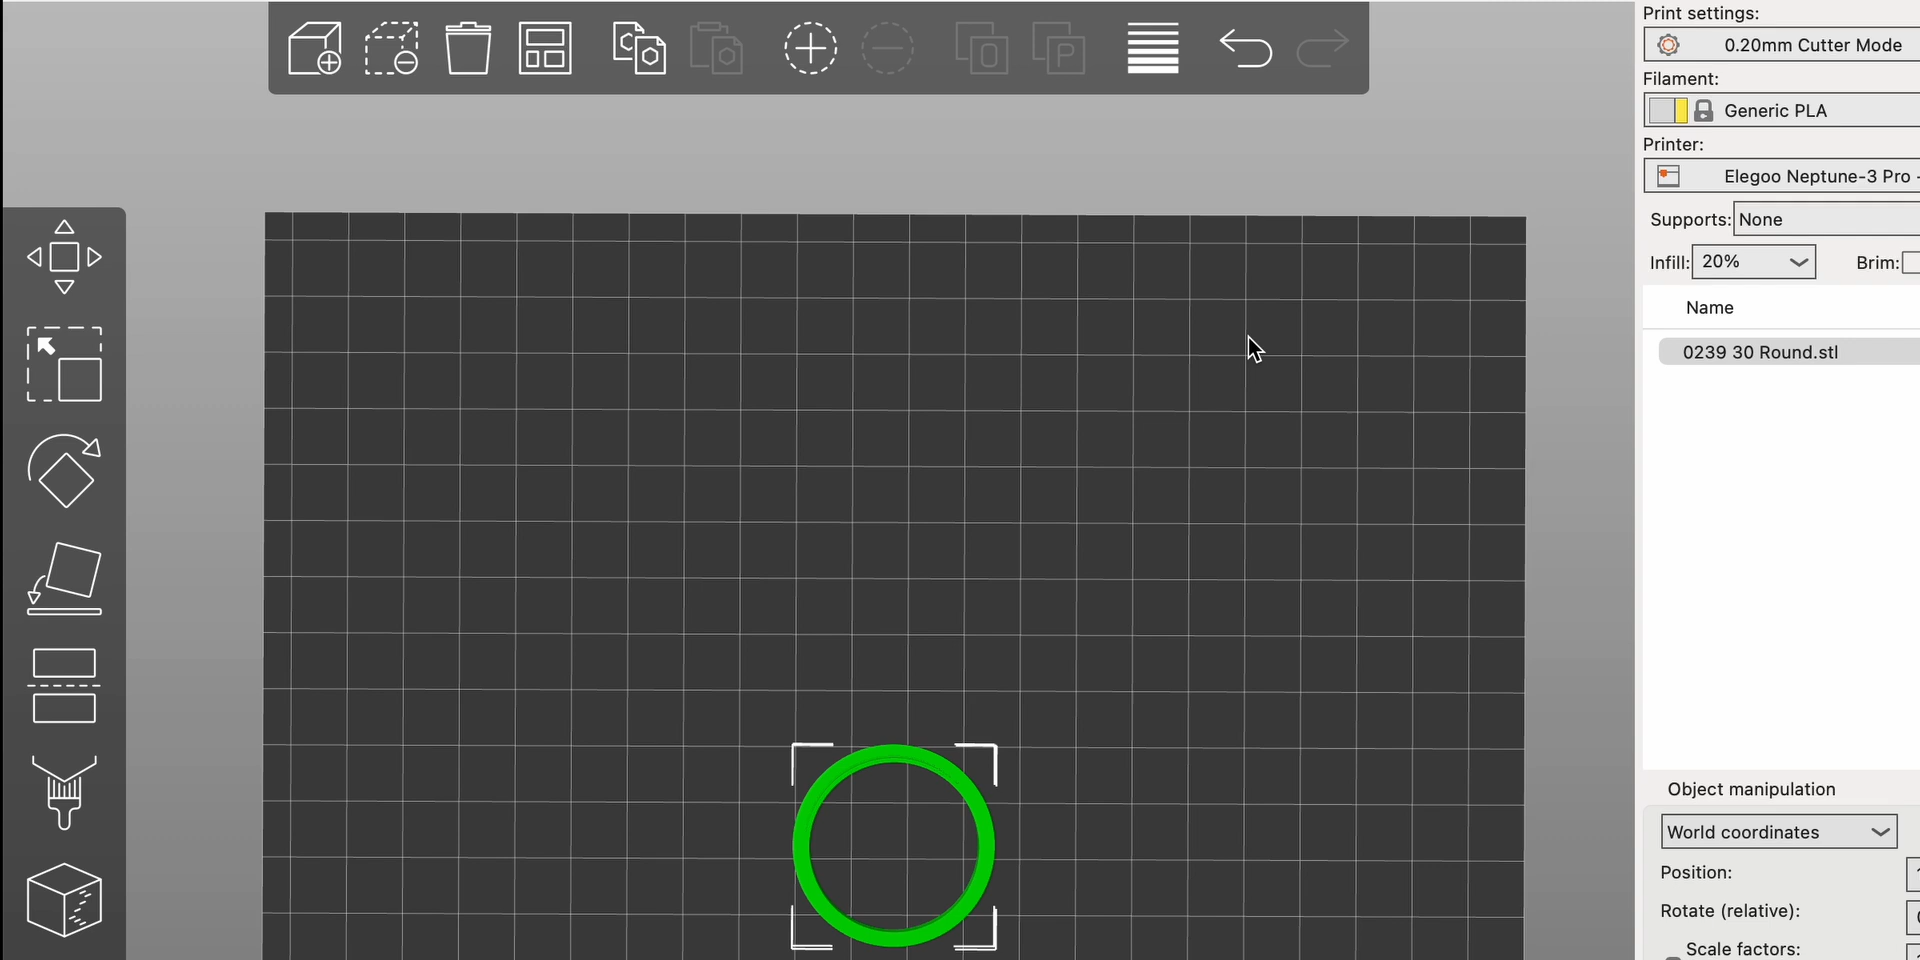 Print settings:
0.20mm Cutter Mode
Filament:
Generic PLA
Printer:
Elegoo Neptune-3 Pro -
Supports: None
Infill: 20% Brim:
Name
0239 30 Round.stl
Object manipulation
World coordinates
Position:
Rotate (relative):
Scale factors: